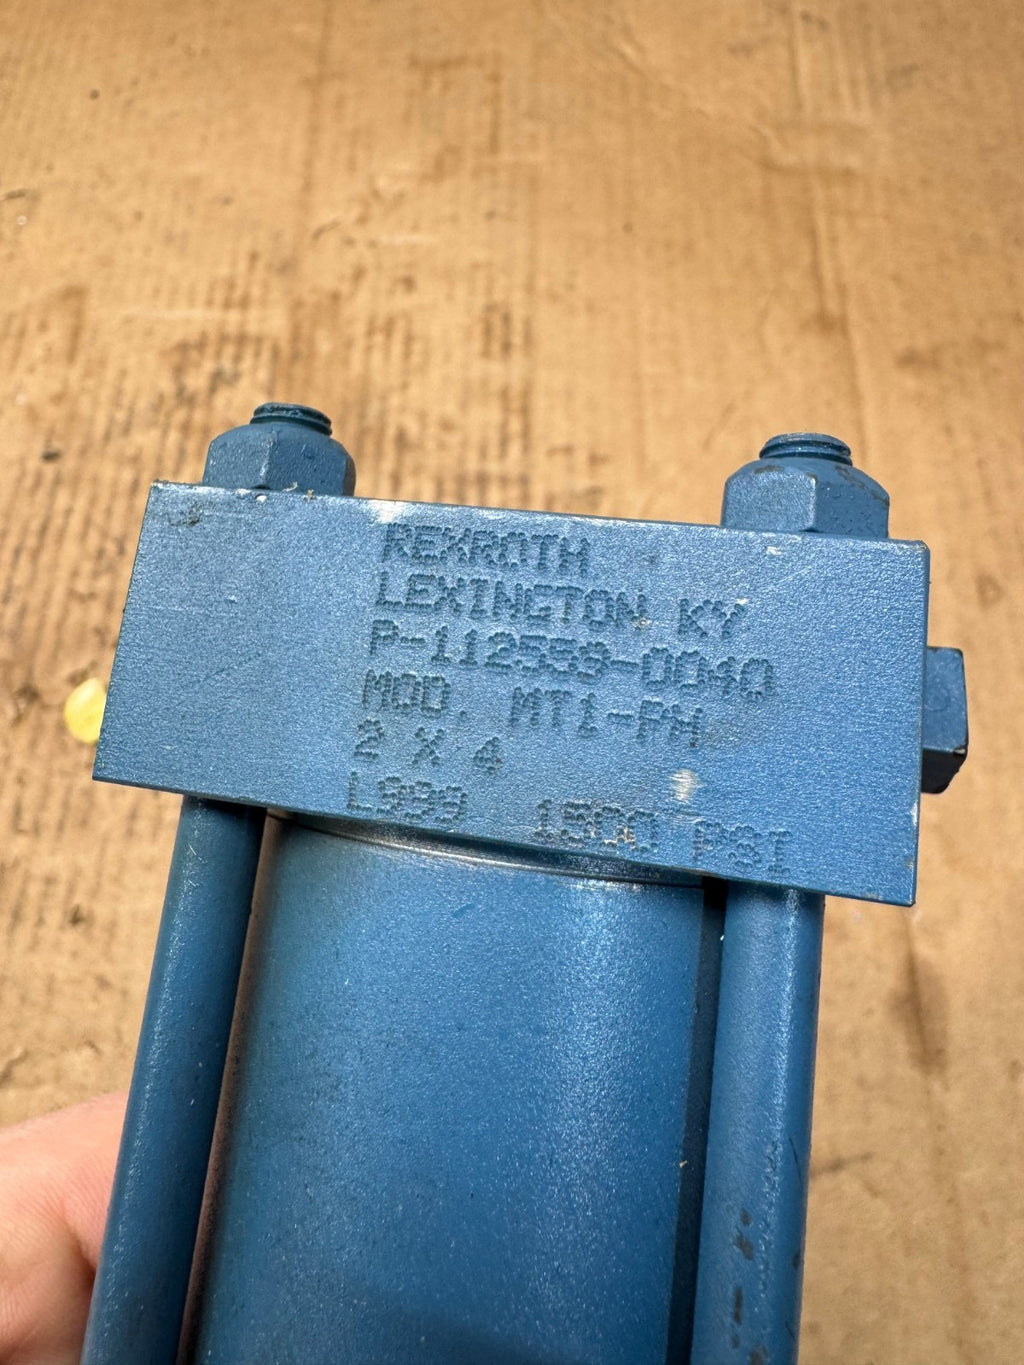 REXROTH
LEXINGTON KY
P-112559-0040
MOD. MT1-PH
2 X 4
L999 1500 PSI